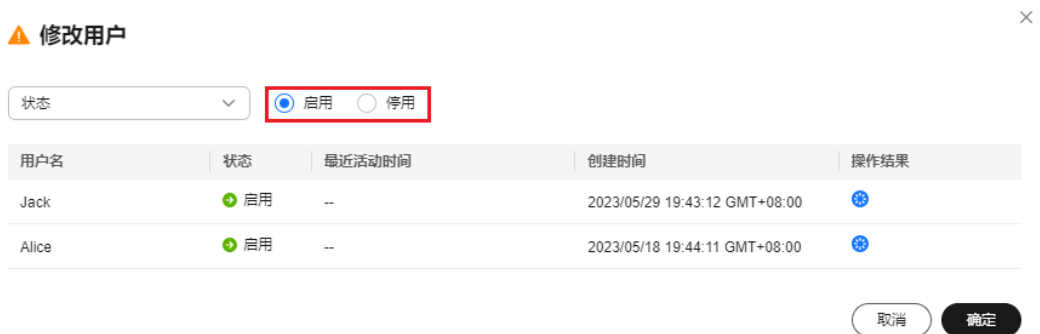 修改用户
状态 启用 停用
用户名 状态 最近活动时间 创建时间 操作结果
Jack 启用 -- 2023/05/29 19:43:12 GMT+08:00
Alice 启用 -- 2023/05/18 19:44:11 GMT+08:00
取消 确定